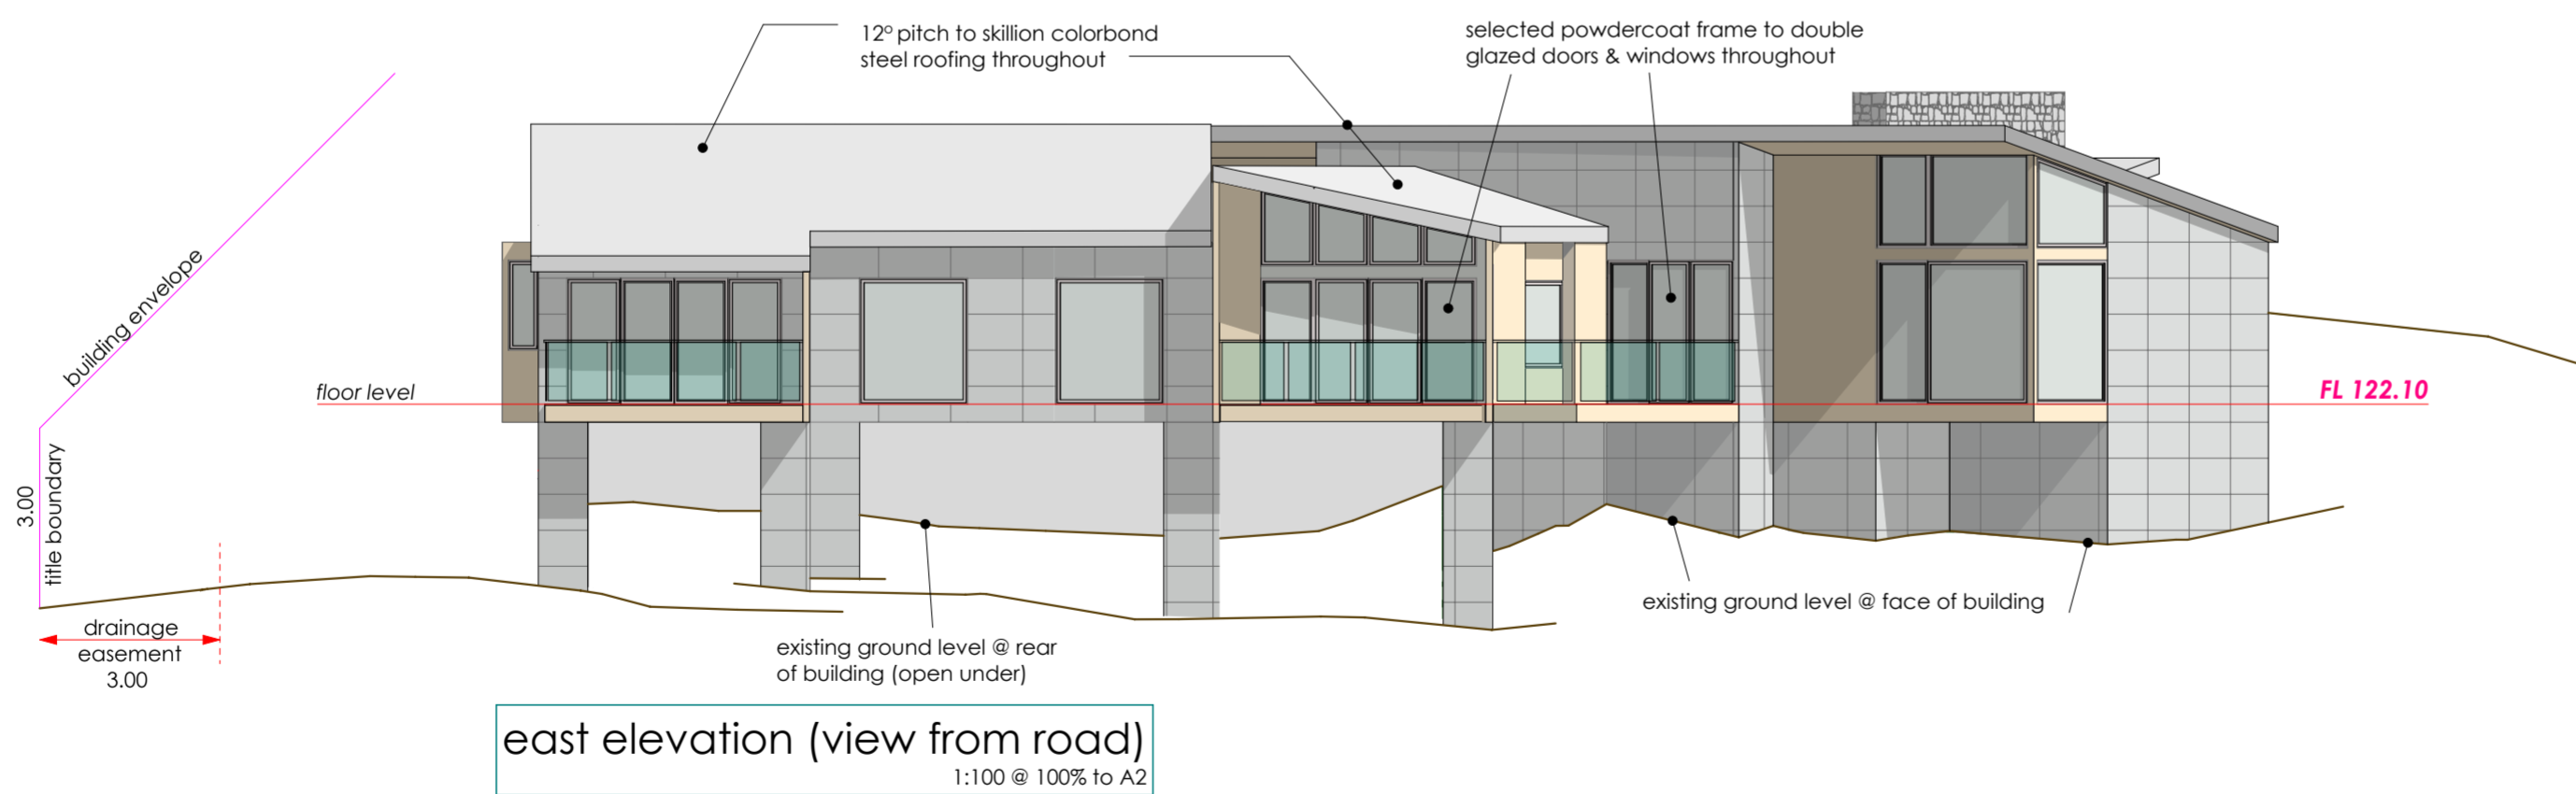 12° pitch to skillion colorbond
steel roofing throughout
selected powdercoat frame to double
glazed doors & windows throughout
building envelope
floor level
FL 122.10
3.00
title boundary
drainage
easement
3.00
existing ground level @ rear
of building (open under)
existing ground level @ face of building
east elevation (view from road)
1:100 @ 100% to A2